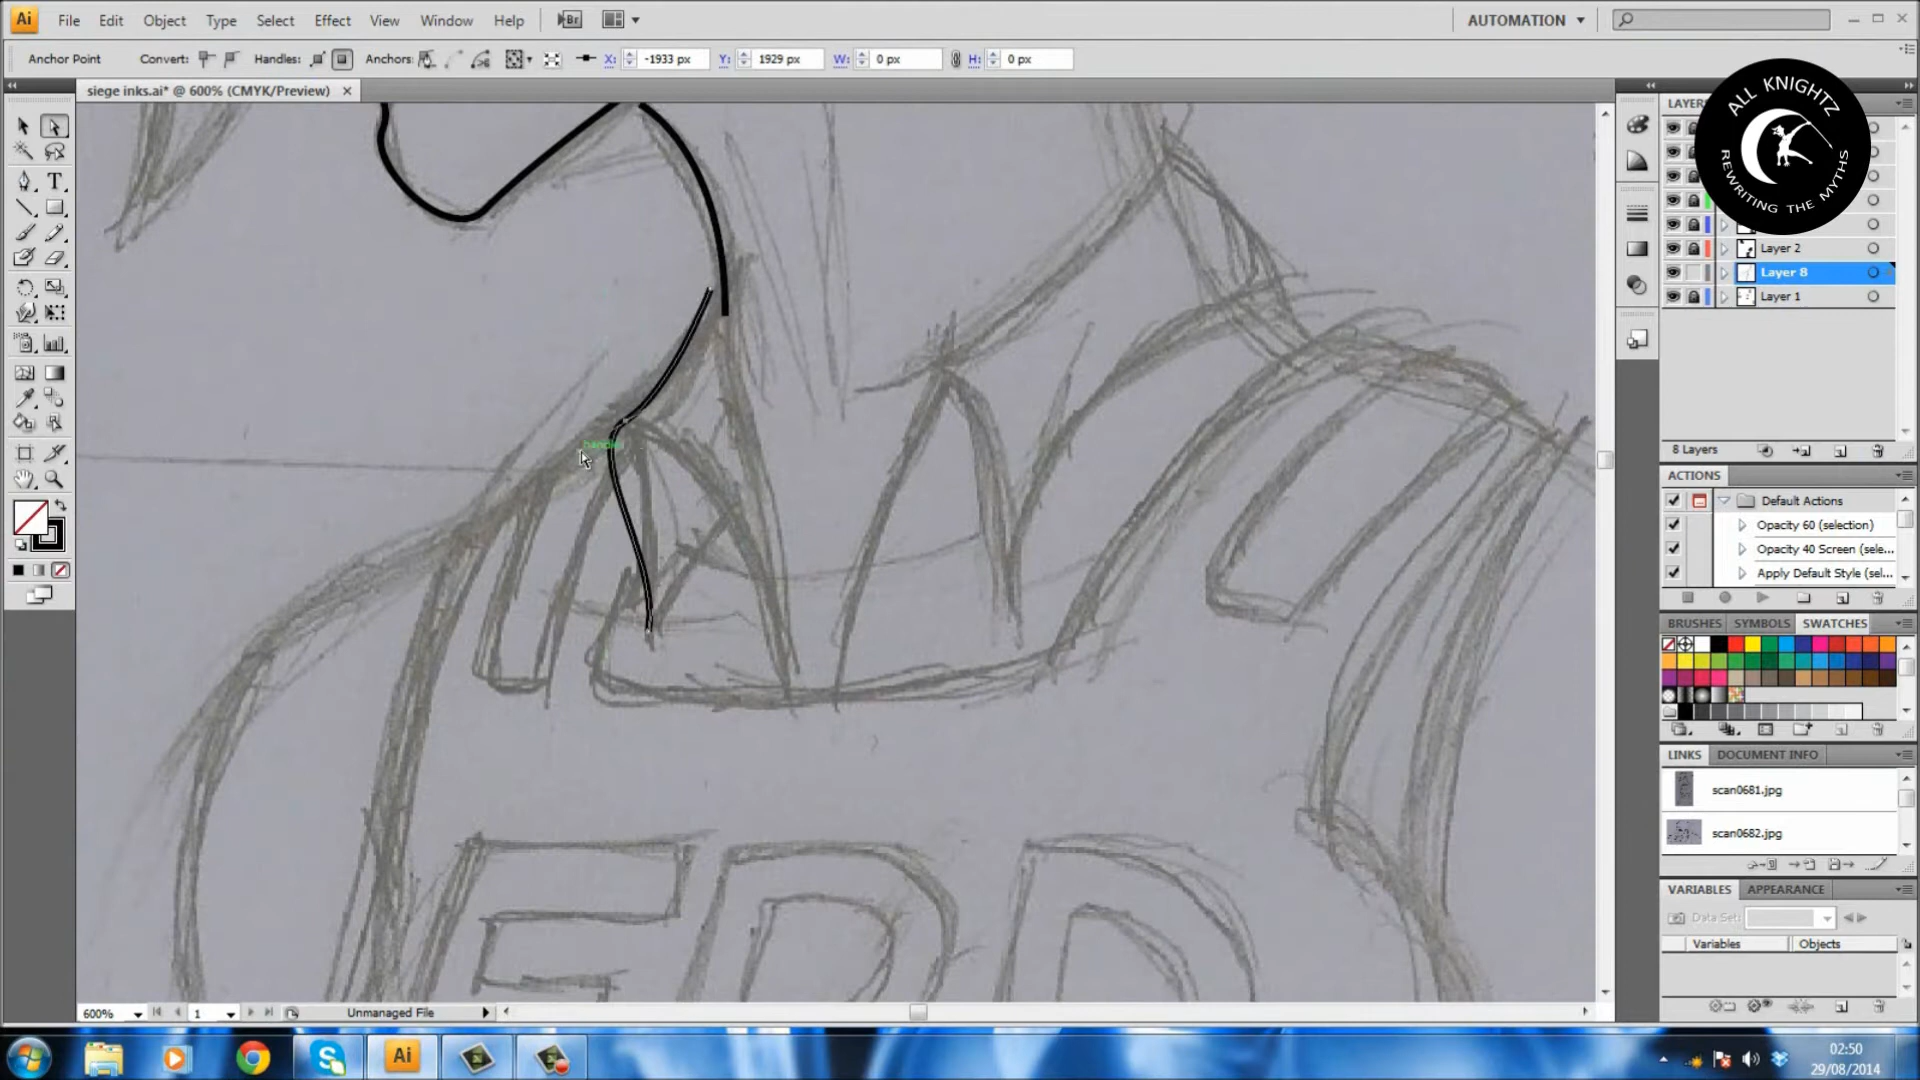 Ai File Edit Object Type Select Effect View Window Help Br AUTOMATION
Anchor Point Convert: Handles: Anchors: X: -1933 px Y: 1929 px W: 0 px H: 0 px
siege inks.ai* @ 600% (CMYK/Preview)
LAYERS
ALL KNIGHTZ
REWRITING THE MYTHS
Layer 2
Layer 8
Layer 1
8 Layers
ACTIONS
Default Actions
Opacity 60 (selection)
Opacity 40 Screen (sele...
Apply Default Style (sel...
BRUSHES SYMBOLS SWATCHES
LINKS DOCUMENT INFO
scan0681.jpg
scan0682.jpg
VARIABLES APPEARANCE
Data Set:
Variables Objects
ERD
600% 1 Unmanaged File
Ai
02:50
29/08/2014